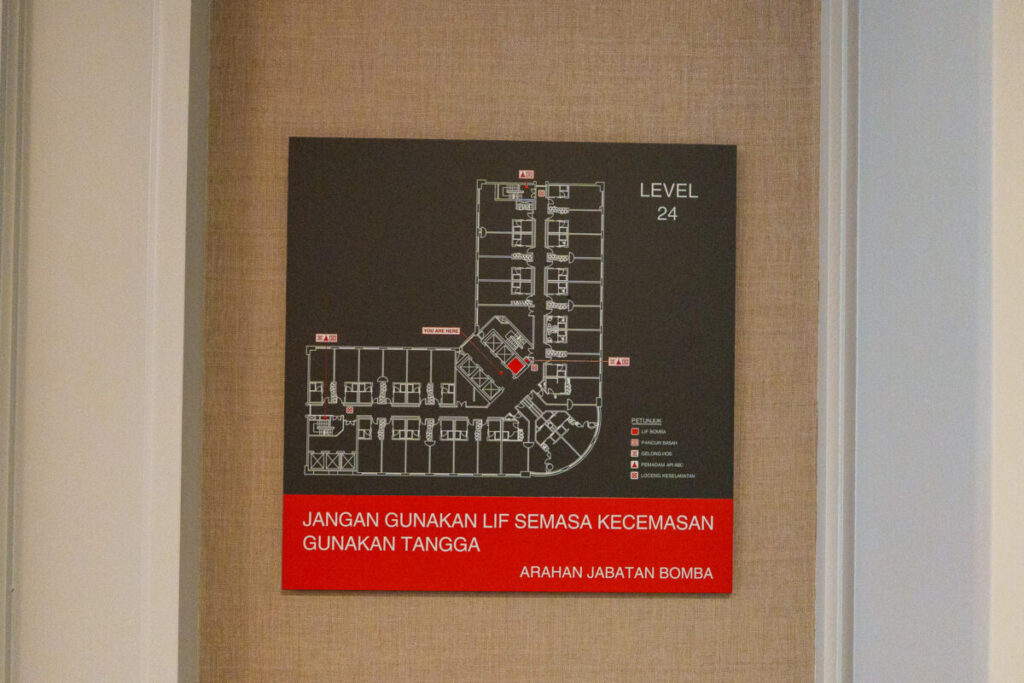 LEVEL
24
YOU ARE HERE
PETUNJUK
LIF BOMBA
PANCUR BASAH
GELONG HOS
PEMADAM API ABC
LOCENG KESELAMATAN
JANGAN GUNAKAN LIF SEMASA KECEMASAN
GUNAKAN TANGGA
ARAHAN JABATAN BOMBA